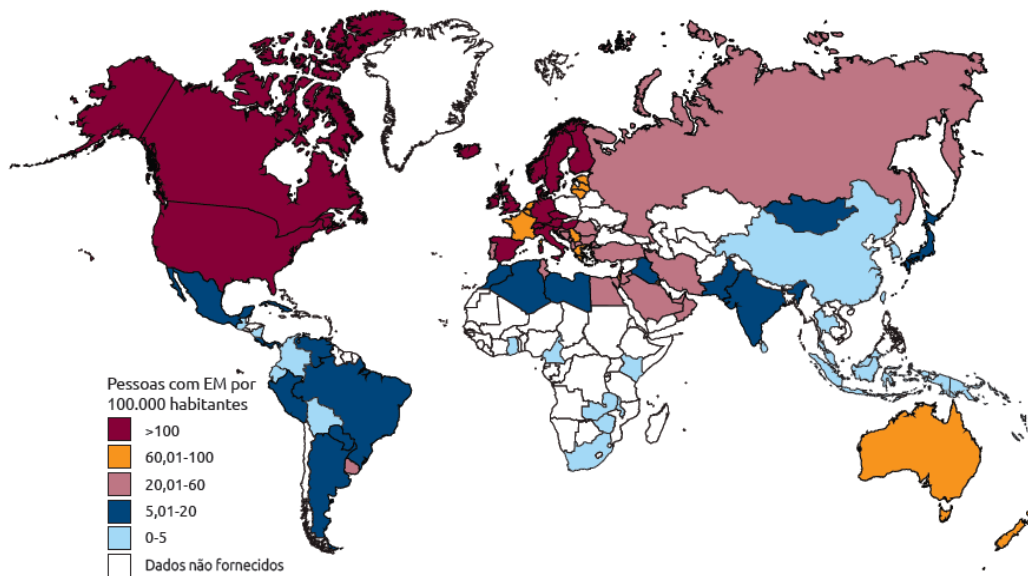 Pessoas com EM por
100.000 habitantes
>100
60,01-100
20,01-60
5,01-20
0-5
Dados não fornecidos